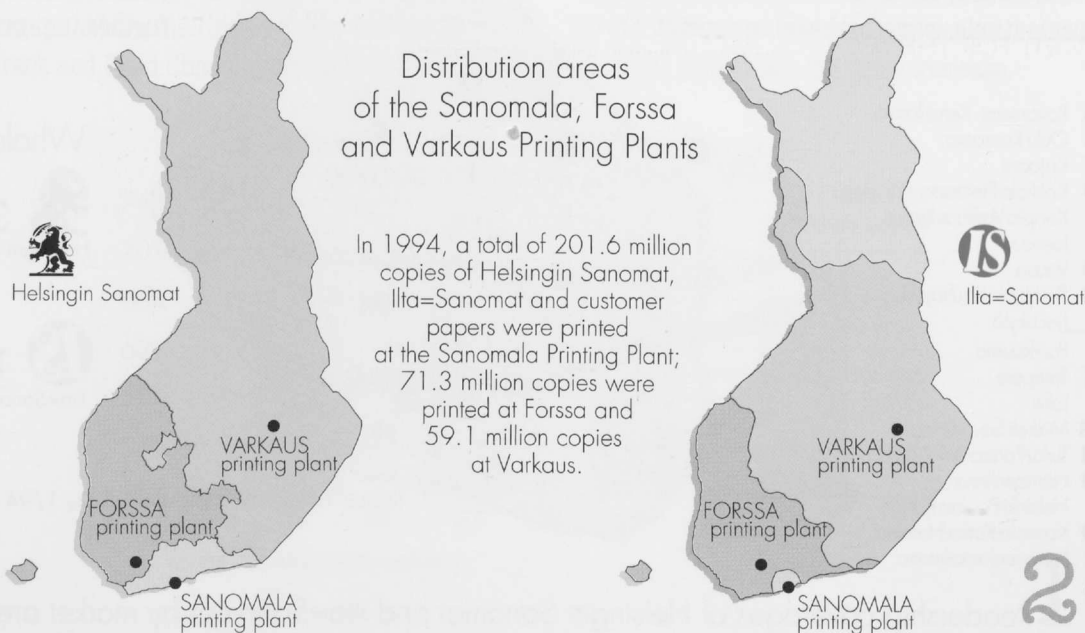 Distribution areas
of the Sanomala, Forssa
and Varkaus Printing Plants
In 1994, a total of 201.6 million
copies of Helsingin Sanomat,
Ilta=Sanomat and customer
papers were printed
at the Sanomala Printing Plant;
71.3 million copies were
printed at Forssa and
59.1 million copies
at Varkaus.
Helsingin Sanomat
VARKAUS
printing plant
FORSSA
printing plant
SANOMALA
printing plant
IS
Ilta=Sanomat
VARKAUS
printing plant
FORSSA
printing plant
SANOMALA
printing plant
2